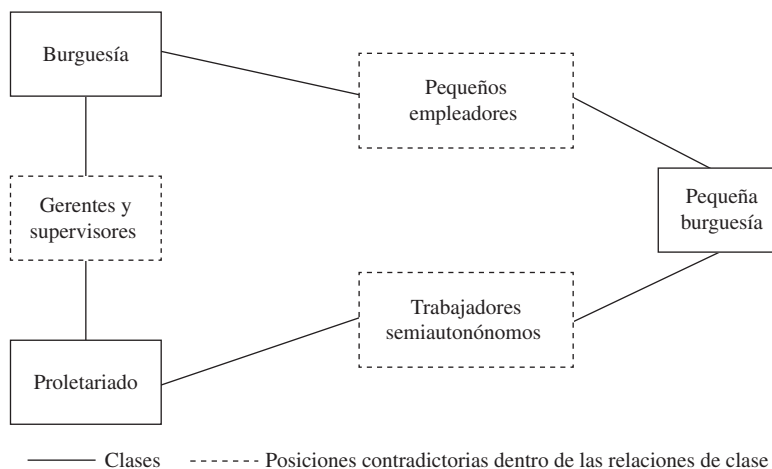 Burguesía
Pequeños
empleadores
Gerentes y
supervisores
Pequeña
burguesía
Trabajadores
semiautonónomos
Proletariado
Clases
Posiciones contradictorias dentro de las relaciones de clase